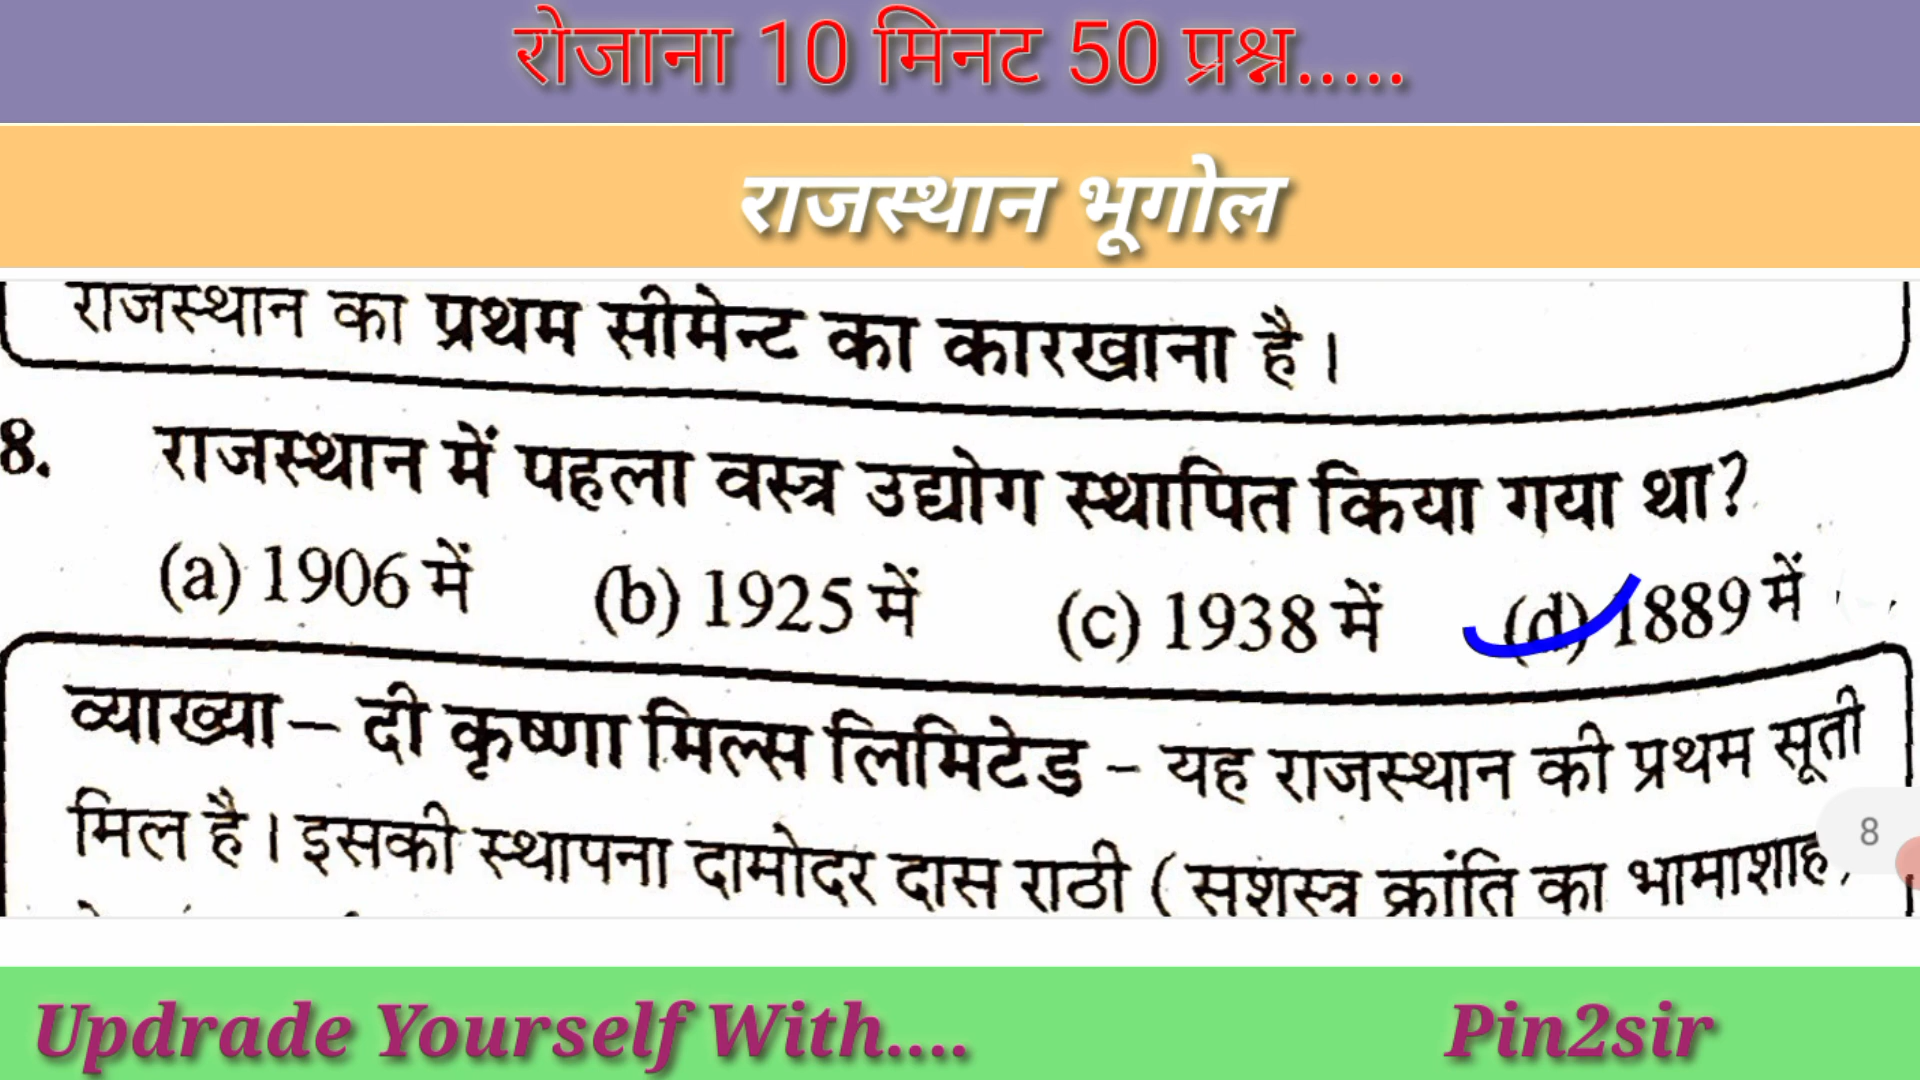 रोजाना 10 मिनट 50 प्रश्न.....
राजस्थान भूगोल
राजस्थान का प्रथम सीमेन्ट का कारखाना है।
8. राजस्थान में पहला वस्त्र उद्योग स्थापित किया गया था?
(a) 1906 में (b) 1925 में (c) 1938 में (d) 1889 में
व्याख्या – दी कृष्णा मिल्स लिमिटेड – यह राजस्थान की प्रथम सूती
मिल है। इसकी स्थापना दामोदर दास राठी (सशस्त्र क्रांति का भामाशाह,
8
Updrade Yourself With.... Pin2sir